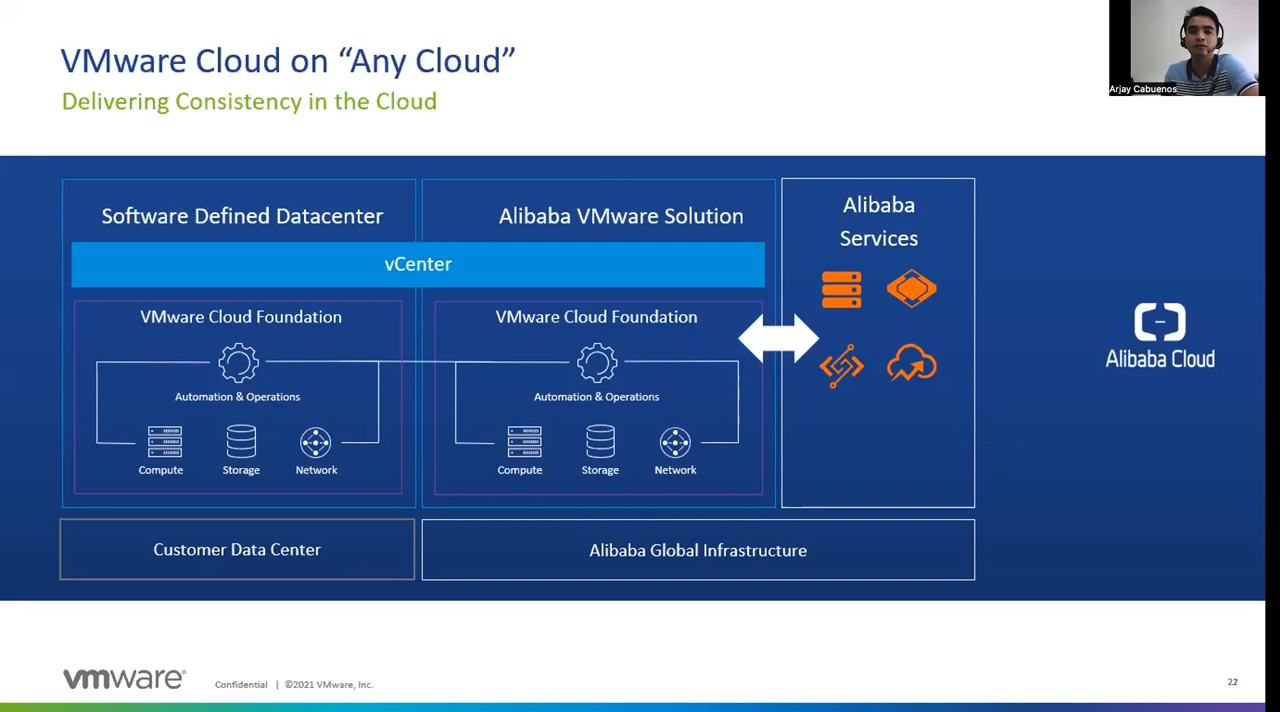 VMware Cloud on “Any Cloud”
Delivering Consistency in the Cloud
Arjay Cabuenos
Software Defined Datacenter
Alibaba VMware Solution
Alibaba
Services
vCenter
VMware Cloud Foundation
VMware Cloud Foundation
Automation & Operations
Automation & Operations
Compute
Storage
Network
Compute
Storage
Network
Alibaba Cloud
Customer Data Center
Alibaba Global Infrastructure
vmware®
Confidential | ©2021 VMware, Inc.
22